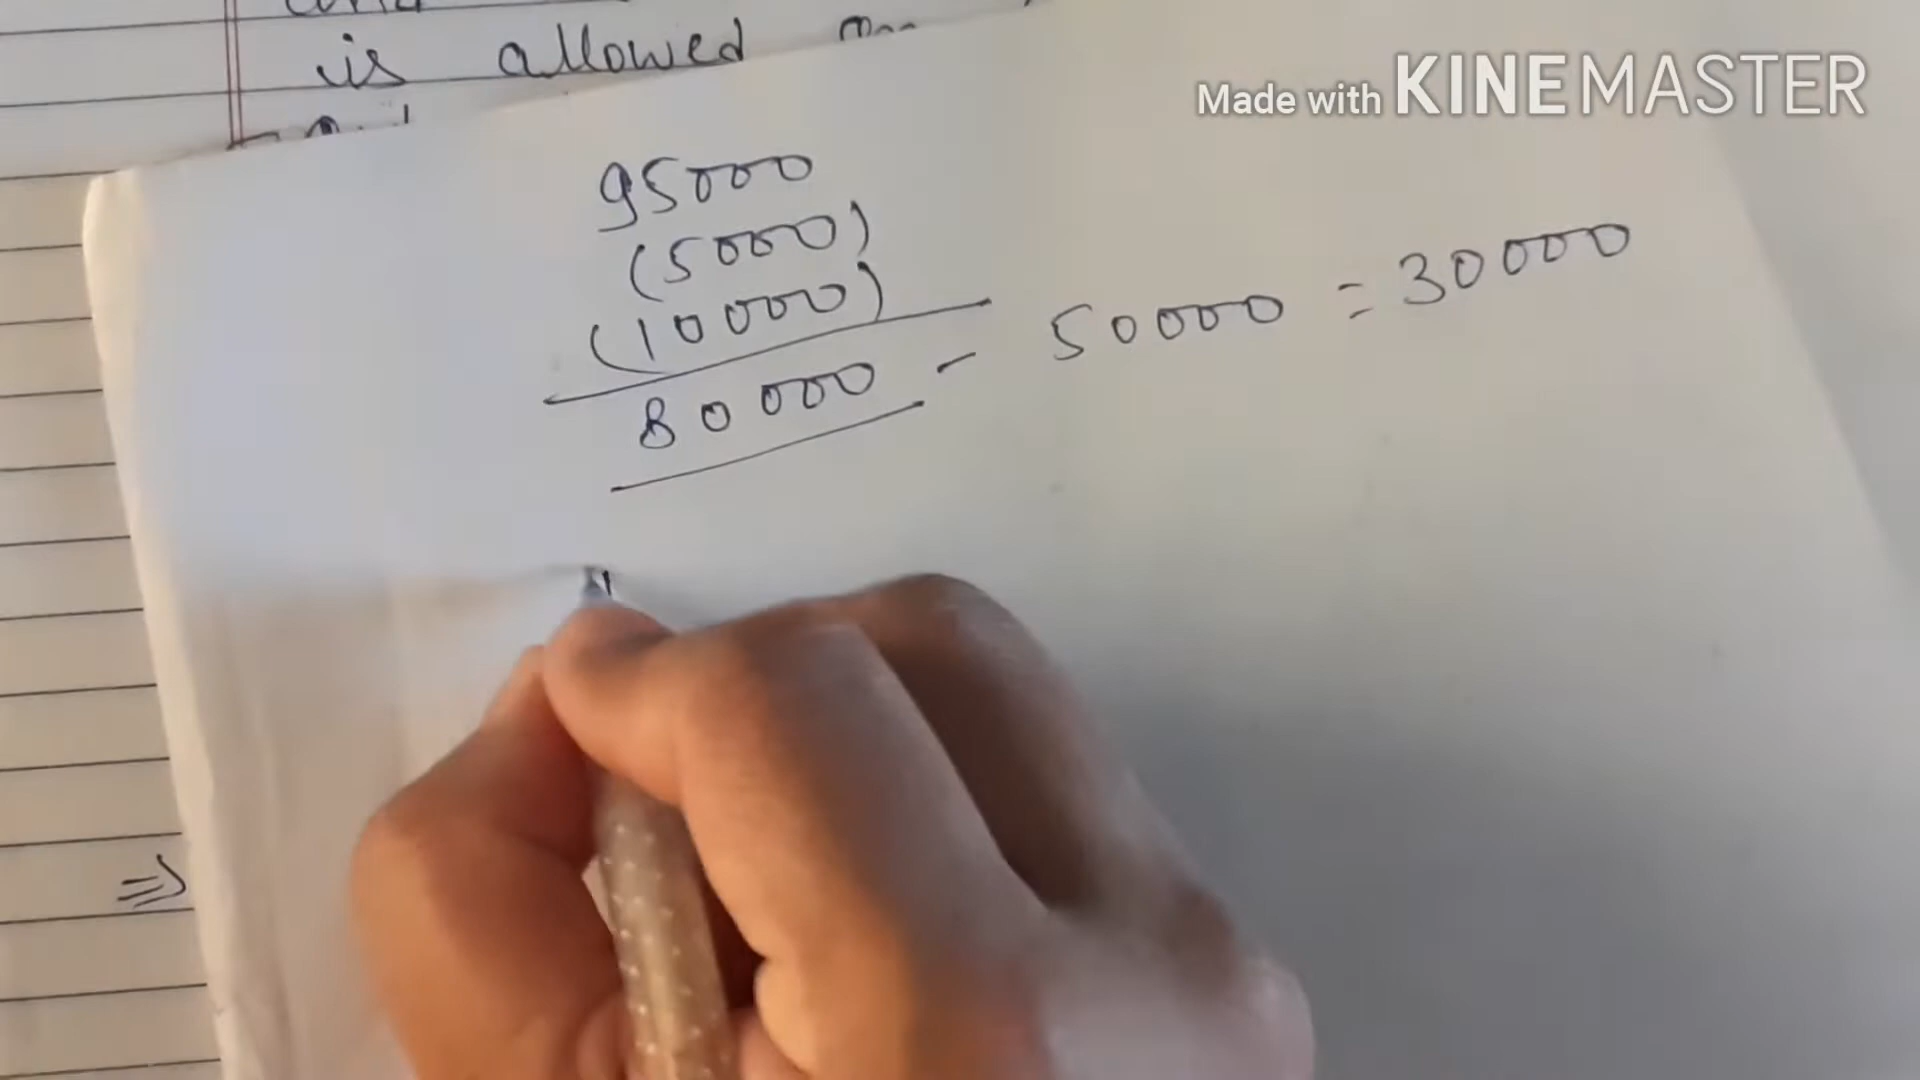 is allowed
Made with KINEMASTER
95000
(5000)
(10000)
80000 - 50000 = 30000
⇒